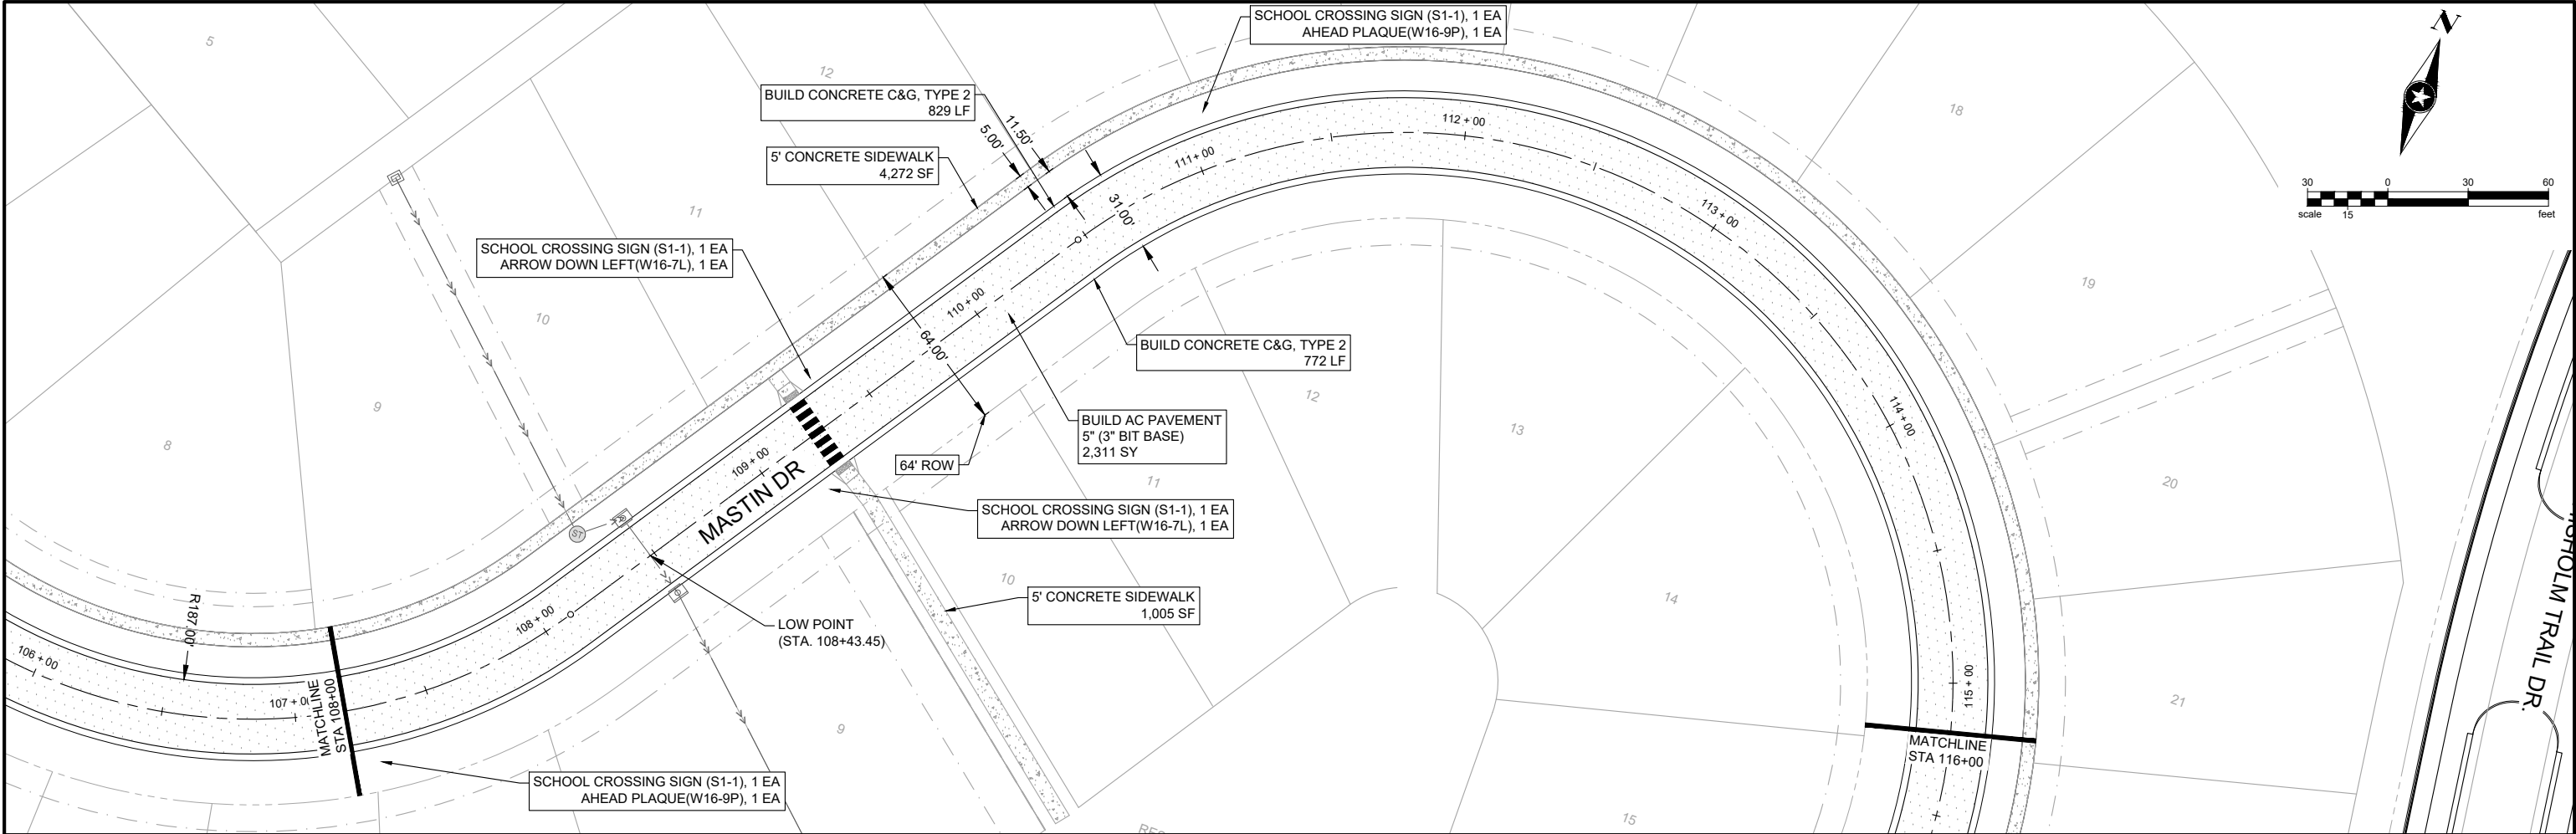 SCHOOL CROSSING SIGN (S1-1), 1 EA
AHEAD PLAQUE(W16-9P), 1 EA
N
5
12
BUILD CONCRETE C&G, TYPE 2
829 LF
11.50'
5.00'
5' CONCRETE SIDEWALK
4,272 SF
18
112 + 00
111+ 00
30 0 30 60
scale 15 feet
11
31.00'
113 + 00
SCHOOL CROSSING SIGN (S1-1), 1 EA
ARROW DOWN LEFT(W16-7L), 1 EA
19
10
110 + 00
64.00'
BUILD CONCRETE C&G, TYPE 2
772 LF
12
9
8
114 + 00
BUILD AC PAVEMENT
5" (3" BIT BASE)
2,311 SY
13
64' ROW
109 + 00
MASTIN DR
11
20
SCHOOL CROSSING SIGN (S1-1), 1 EA
ARROW DOWN LEFT(W16-7L), 1 EA
ST
10
5' CONCRETE SIDEWALK
1,005 SF
14
R187.00'
108 + 00
LOW POINT
(STA. 108+43.45)
106 + 00
107 + 00
MATCHLINE
STA 108+00
115 + 00
21
HOLM TRAIL DR.
9
MATCHLINE
STA 116+00
SCHOOL CROSSING SIGN (S1-1), 1 EA
AHEAD PLAQUE(W16-9P), 1 EA
15